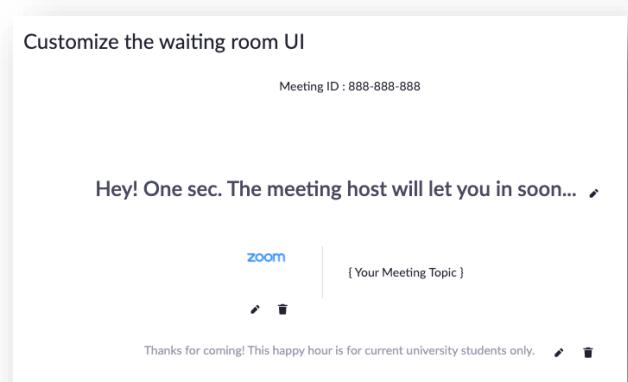 Customize the waiting room UI
Meeting ID : 888-888-888
Hey! One sec. The meeting host will let you in soon...
zoom
{ Your Meeting Topic }
Thanks for coming! This happy hour is for current university students only.